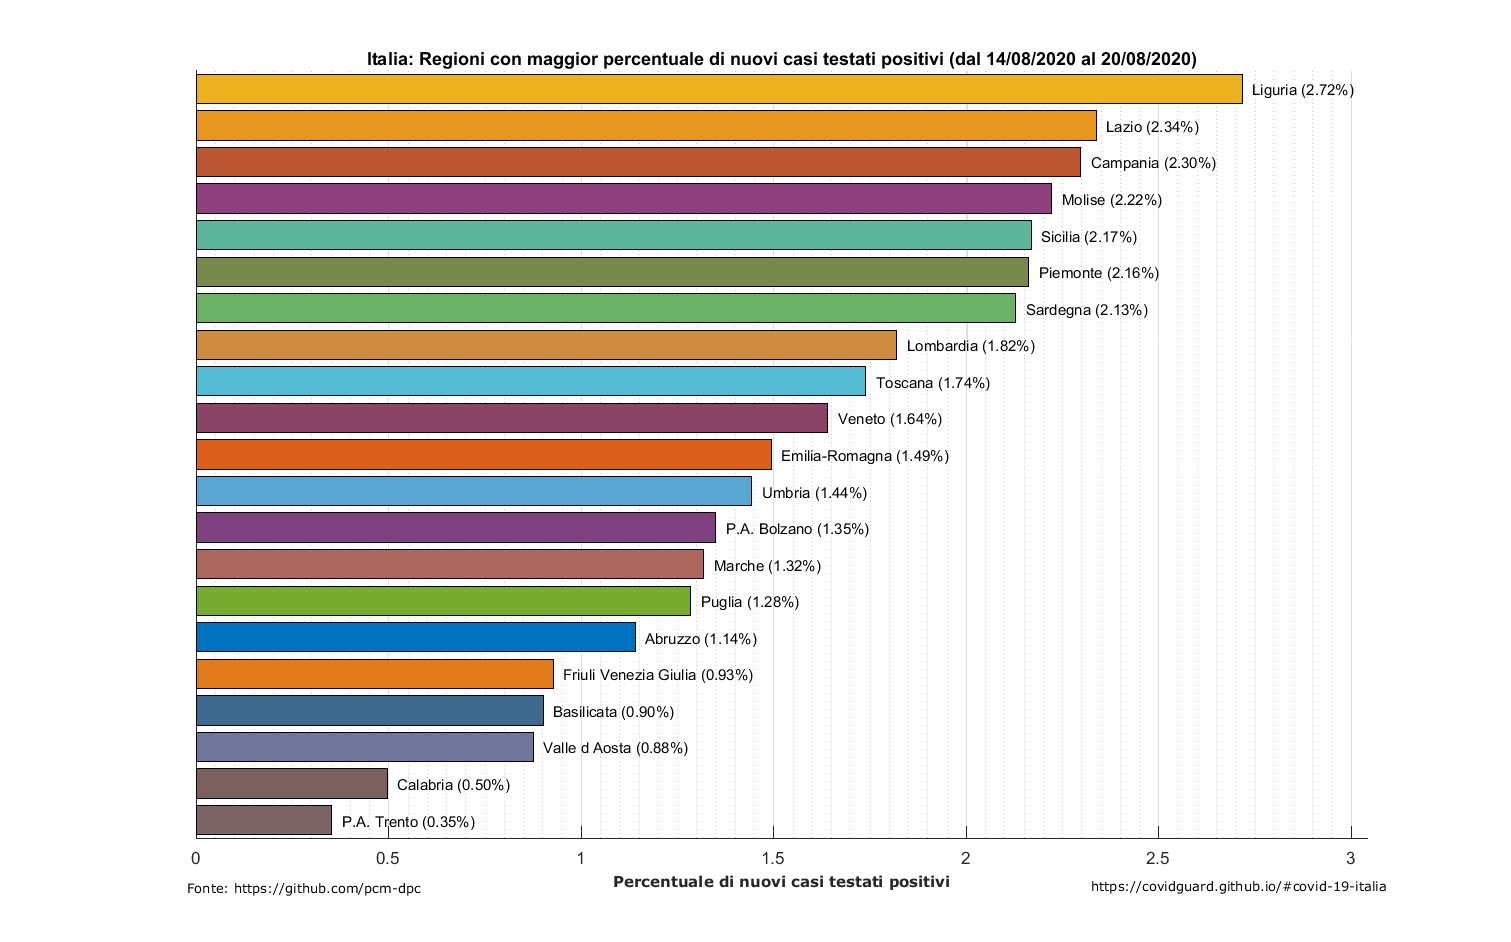 Italia: Regioni con maggior percentuale di nuovi casi testati positivi (dal 14/08/2020 al 20/08/2020)
Liguria (2.72%)
Lazio (2.34%)
Campania (2.30%)
Molise (2.22%)
Sicilia (2.17%)
Piemonte (2.16%)
Sardegna (2.13%)
Lombardia (1.82%)
Toscana (1.74%)
Veneto (1.64%)
Emilia-Romagna (1.49%)
Umbria (1.44%)
P.A. Bolzano (1.35%)
Marche (1.32%)
Puglia (1.28%)
Abruzzo (1.14%)
Friuli Venezia Giulia (0.93%)
Basilicata (0.90%)
Valle d Aosta (0.88%)
Calabria (0.50%)
P.A. Trento (0.35%)
0 0.5 1 1.5 2 2.5 3
Percentuale di nuovi casi testati positivi
Fonte: https://github.com/pcm-dpc
https://covidguard.github.io/#covid-19-italia